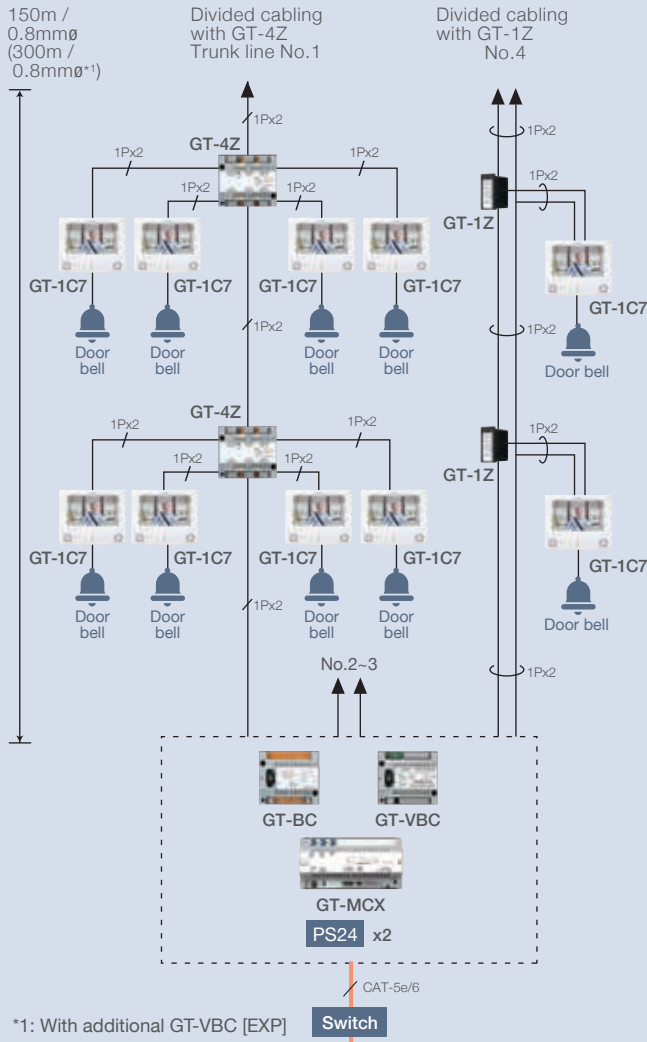 150m /
0.8mmø
(300m /
0.8mmø*1)
Divided cabling
with GT-4Z
Trunk line No.1
Divided cabling
with GT-1Z
No.4
1Px2
1Px2
GT-4Z
1Px2
1Px2
1Px2
1Px2
1Px2
GT-1Z
GT-1C7
GT-1C7
GT-1C7
GT-1C7
GT-1C7
Door
bell
Door
bell
Door
bell
Door
bell
1Px2
1Px2
Door bell
GT-4Z
1Px2
1Px2
1Px2
1Px2
1Px2
GT-1Z
GT-1C7
GT-1C7
GT-1C7
GT-1C7
GT-1C7
Door
bell
Door
bell
Door
bell
Door
bell
1Px2
Door bell
No.2~3
1Px2
GT-BC
GT-VBC
GT-MCX
PS24 x2
CAT-5e/6
*1: With additional GT-VBC [EXP]
Switch